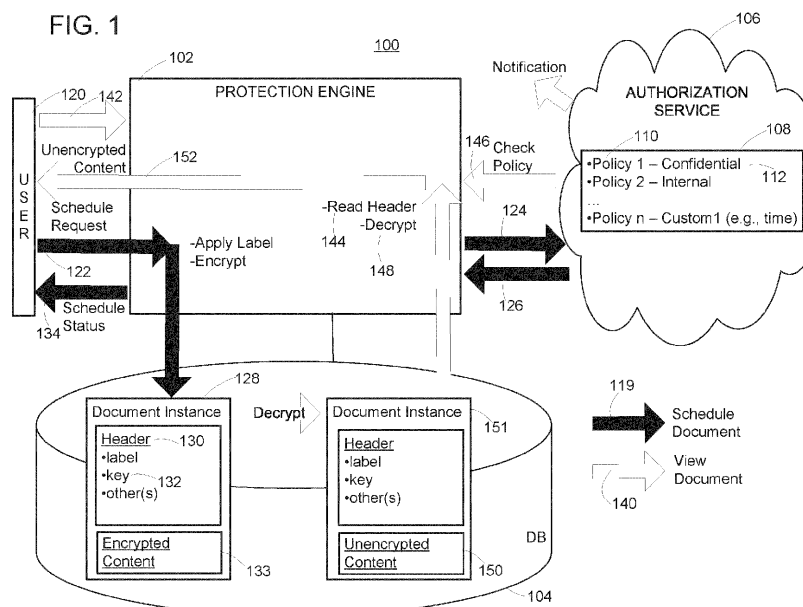 FIG. 1
100
106
102
120
142
PROTECTION ENGINE
Notification
AUTHORIZATION
SERVICE
USER
Unencrypted
Content
152
146
Check
Policy
110
108
•Policy 1 – Confidential
112
•Policy 2 – Internal
...
•Policy n – Custom1 (e.g., time)
Schedule
Request
-Read Header
-Decrypt
144
148
-Apply Label
-Encrypt
124
122
126
Schedule
Status
134
128
Document Instance
Header
130
•label
•key
132
•other(s)
Encrypted
Content
133
Decrypt
Document Instance
151
Header
•label
•key
•other(s)
Unencrypted
Content
150
DB
104
119
Schedule
Document
View
Document
140